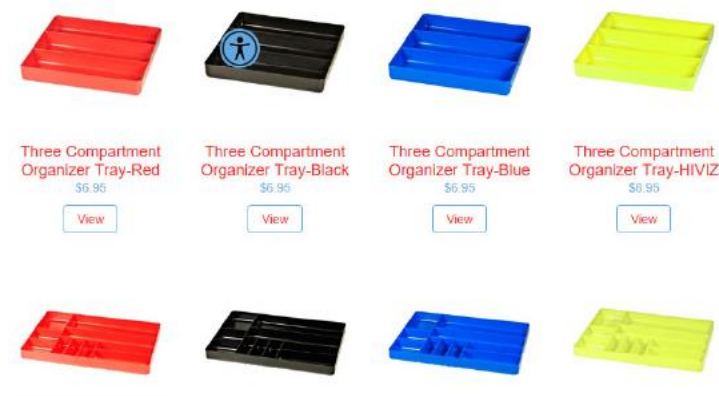 Three Compartment
Organizer Tray-Red
$6.95
View
Three Compartment
Organizer Tray-Black
$6.95
View
Three Compartment
Organizer Tray-Blue
$6.95
View
Three Compartment
Organizer Tray-HIVIZ
$8.95
View